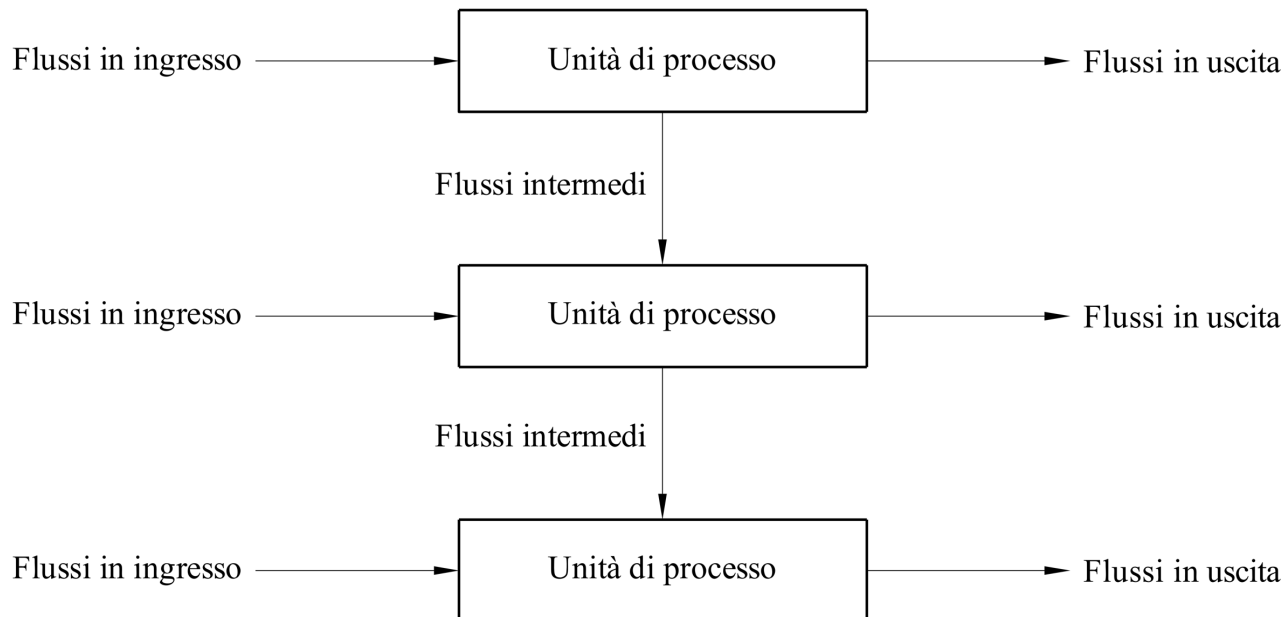 Flussi in ingresso
Unità di processo
Flussi in uscita
Flussi intermedi
Flussi in ingresso
Unità di processo
Flussi in uscita
Flussi intermedi
Flussi in ingresso
Unità di processo
Flussi in uscita